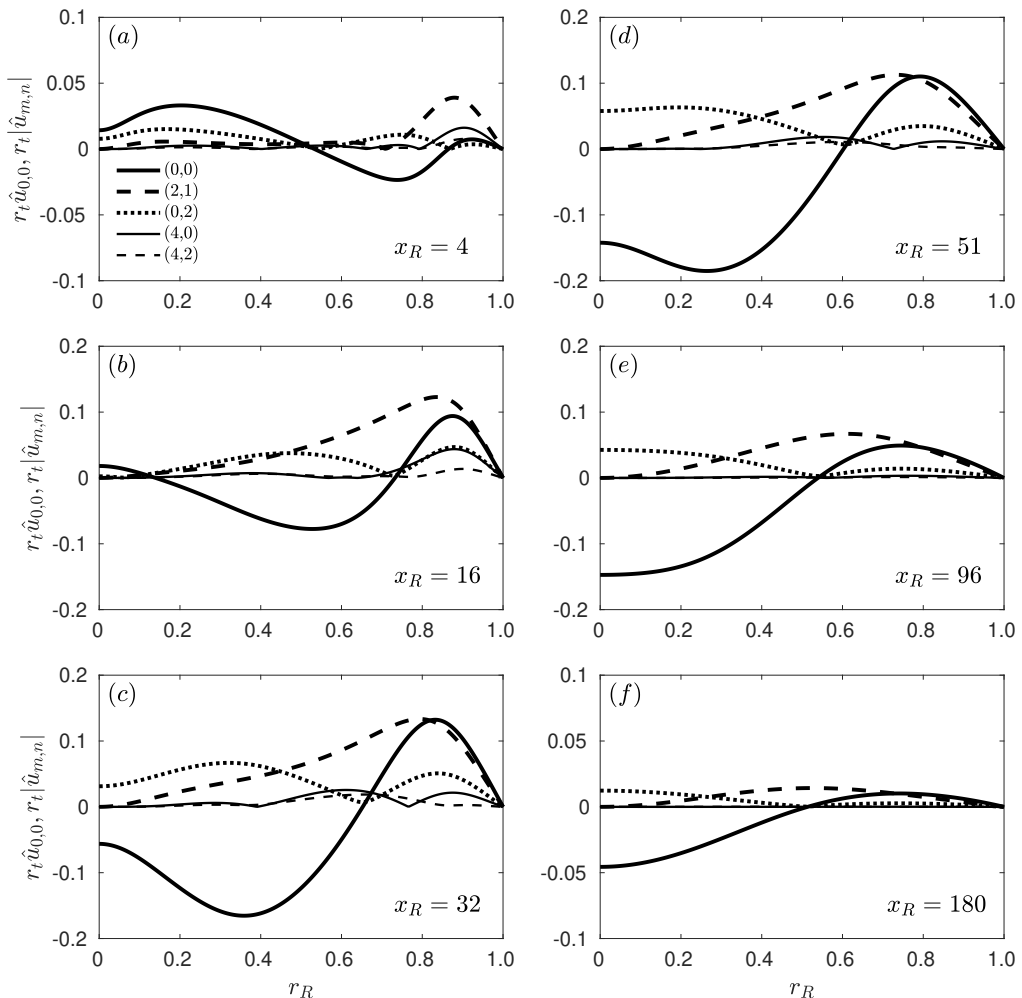 (a)
0.1
0.05
0
-0.05
-0.1
r_t û_{0,0}, r_t|û_{m,n}|
(0,0)
(2,1)
(0,2)
(4,0)
(4,2)
x_R = 4
0 0.2 0.4 0.6 0.8 1.0
(d)
0.2
0.1
0
-0.1
-0.2
x_R = 51
0 0.2 0.4 0.6 0.8 1.0
(b)
0.2
0.1
0
-0.1
-0.2
r_t û_{0,0}, r_t|û_{m,n}|
x_R = 16
0 0.2 0.4 0.6 0.8 1.0
(e)
0.2
0.1
0
-0.1
-0.2
x_R = 96
0 0.2 0.4 0.6 0.8 1.0
(c)
0.2
0.1
0
-0.1
-0.2
r_t û_{0,0}, r_t|û_{m,n}|
x_R = 32
0 0.2 0.4 0.6 0.8 1.0
r_R
(f)
0.1
0.05
0
-0.05
-0.1
x_R = 180
0 0.2 0.4 0.6 0.8 1.0
r_R